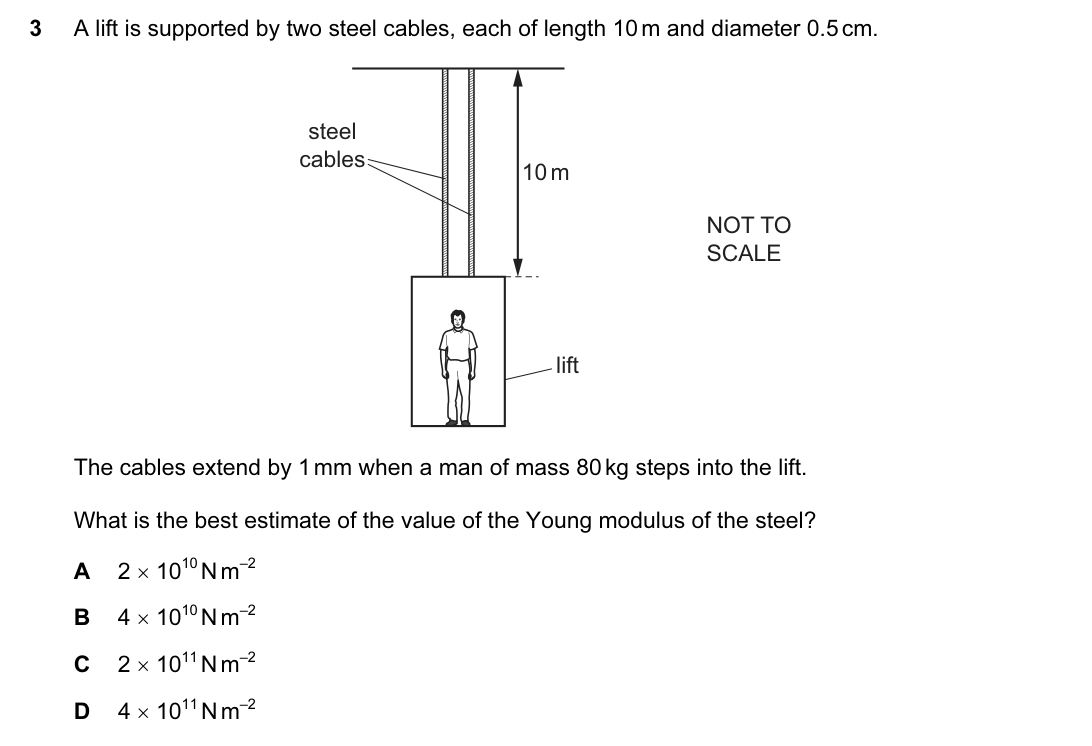 3 A lift is supported by two steel cables, each of length 10 m and diameter 0.5 cm.
steel
cables
10 m
NOT TO
SCALE
lift
The cables extend by 1 mm when a man of mass 80 kg steps into the lift.
What is the best estimate of the value of the Young modulus of the steel?
A 2 × 10¹⁰ N m⁻²
B 4 × 10¹⁰ N m⁻²
C 2 × 10¹¹ N m⁻²
D 4 × 10¹¹ N m⁻²